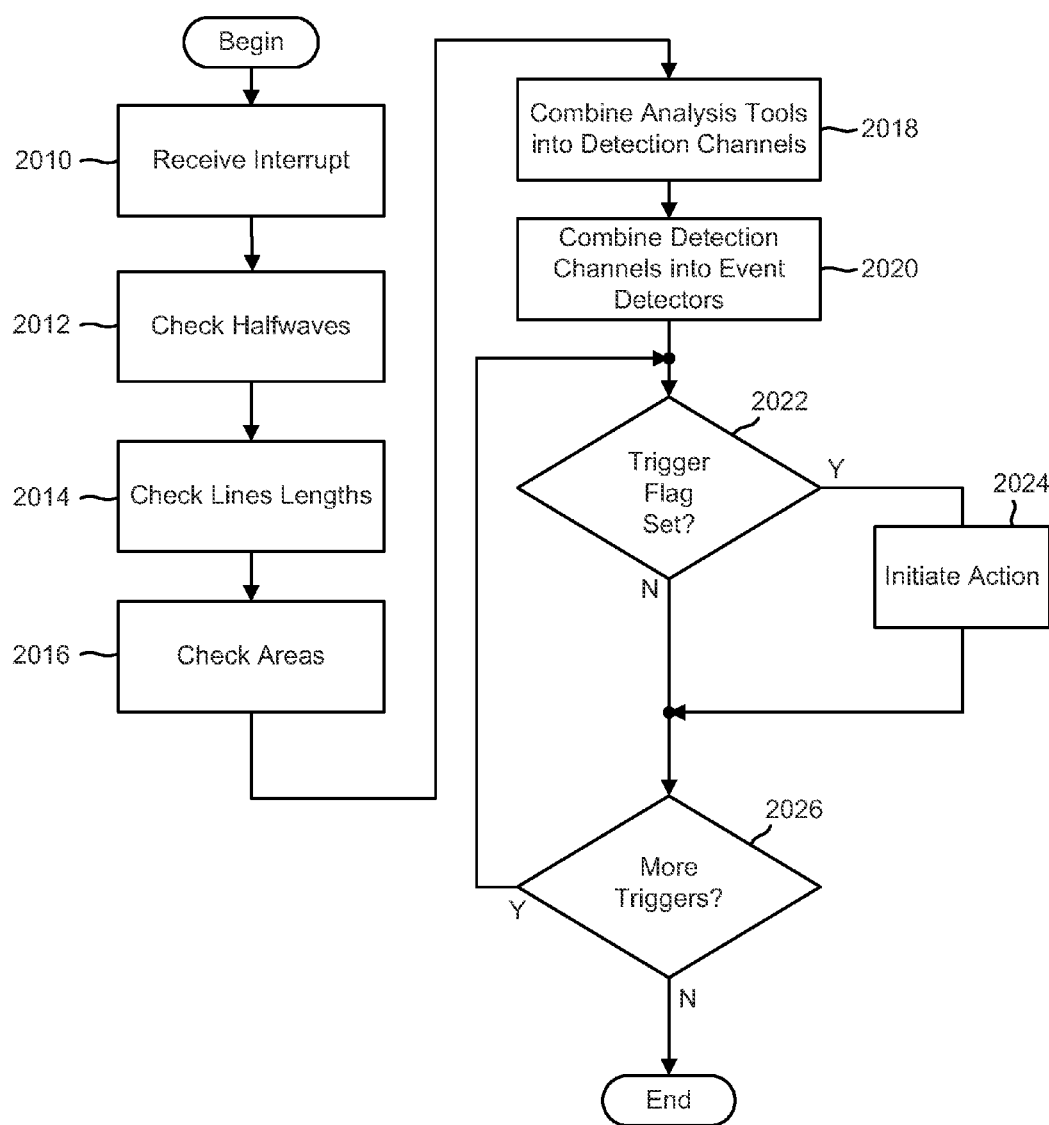 Begin
2010
Receive Interrupt
2012
Check Halfwaves
2014
Check Lines Lengths
2016
Check Areas
Combine Analysis Tools
into Detection Channels
2018
Combine Detection
Channels into Event
Detectors
2020
2022
Trigger
Flag
Set?
Y
N
2024
Initiate Action
2026
More
Triggers?
Y
N
End